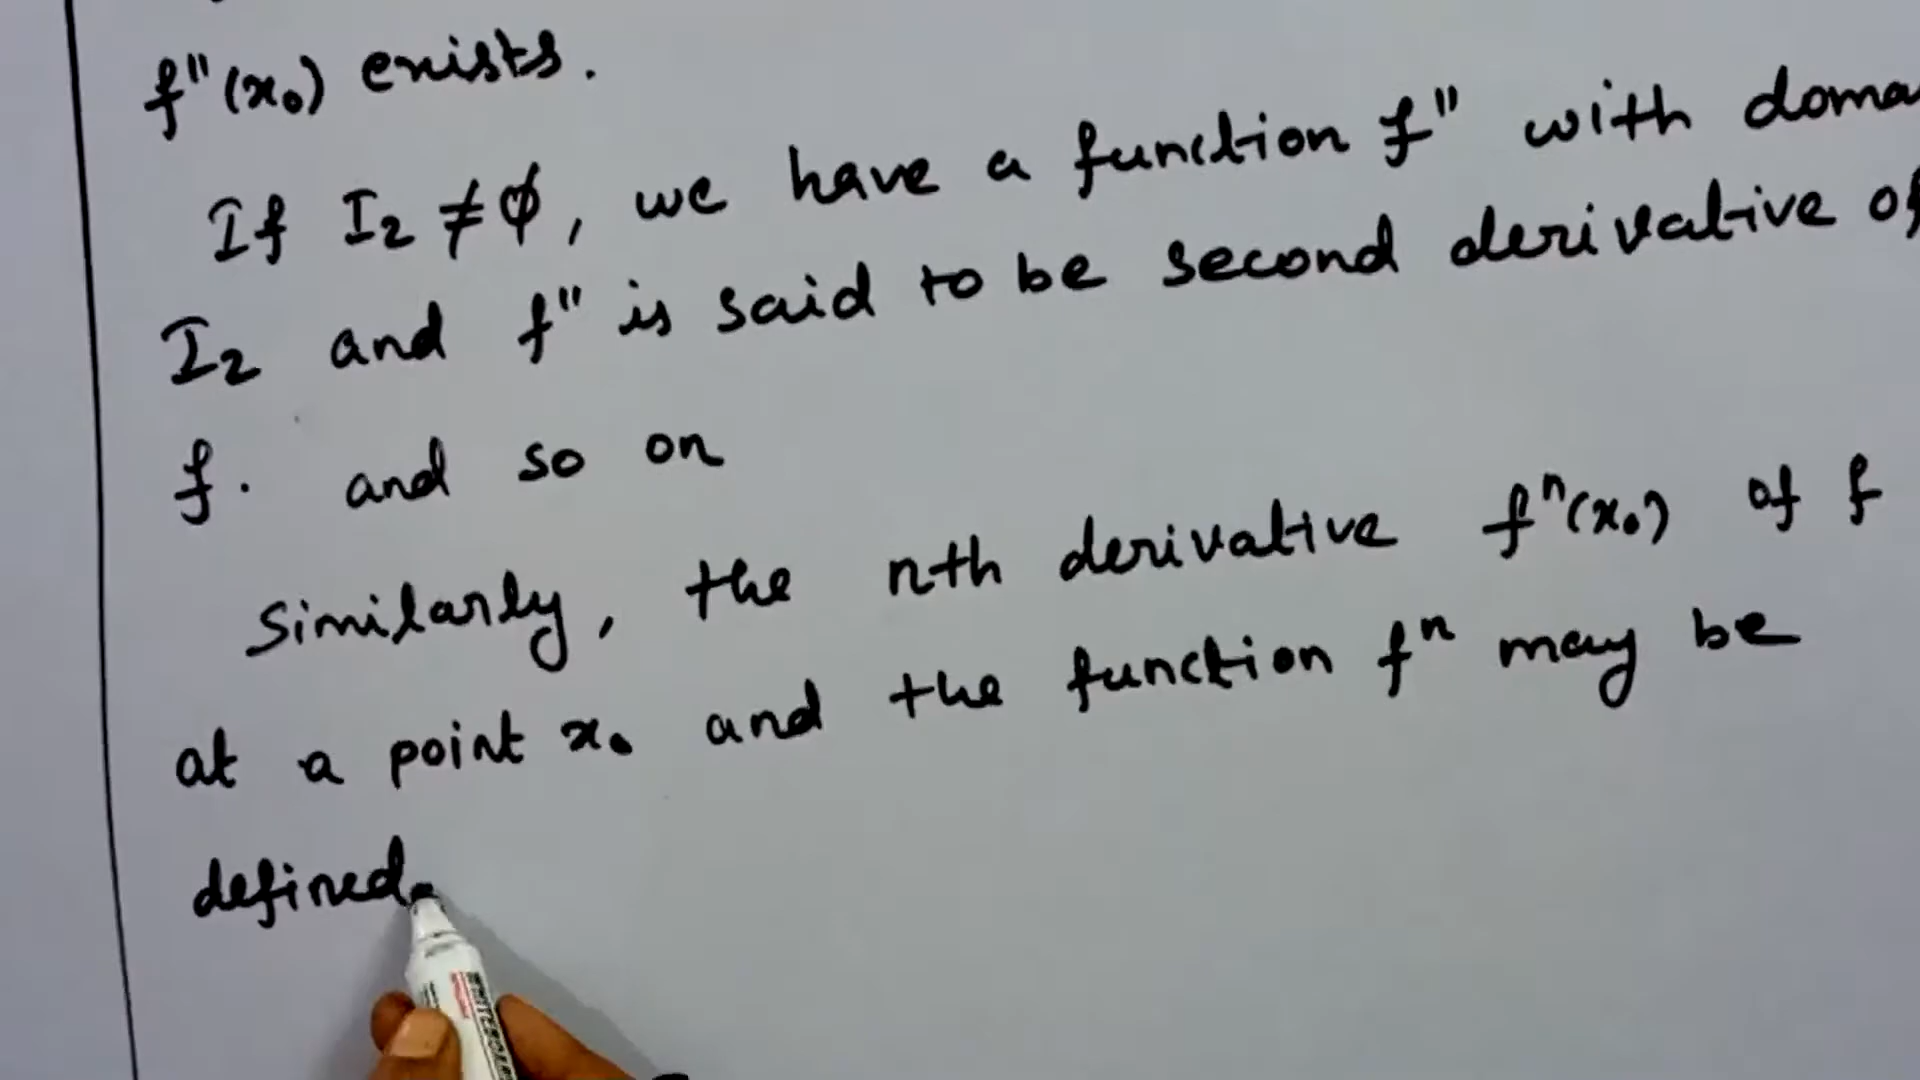 f''(x₀) exists.
If I₂ ≠ ϕ, we have a function f'' with
I₂ and f'' is said to be second derivative of
f. and so on
Similarly, the nth derivative fⁿ(x₀) of f
at a point x₀ and the function fⁿ may be
defined.